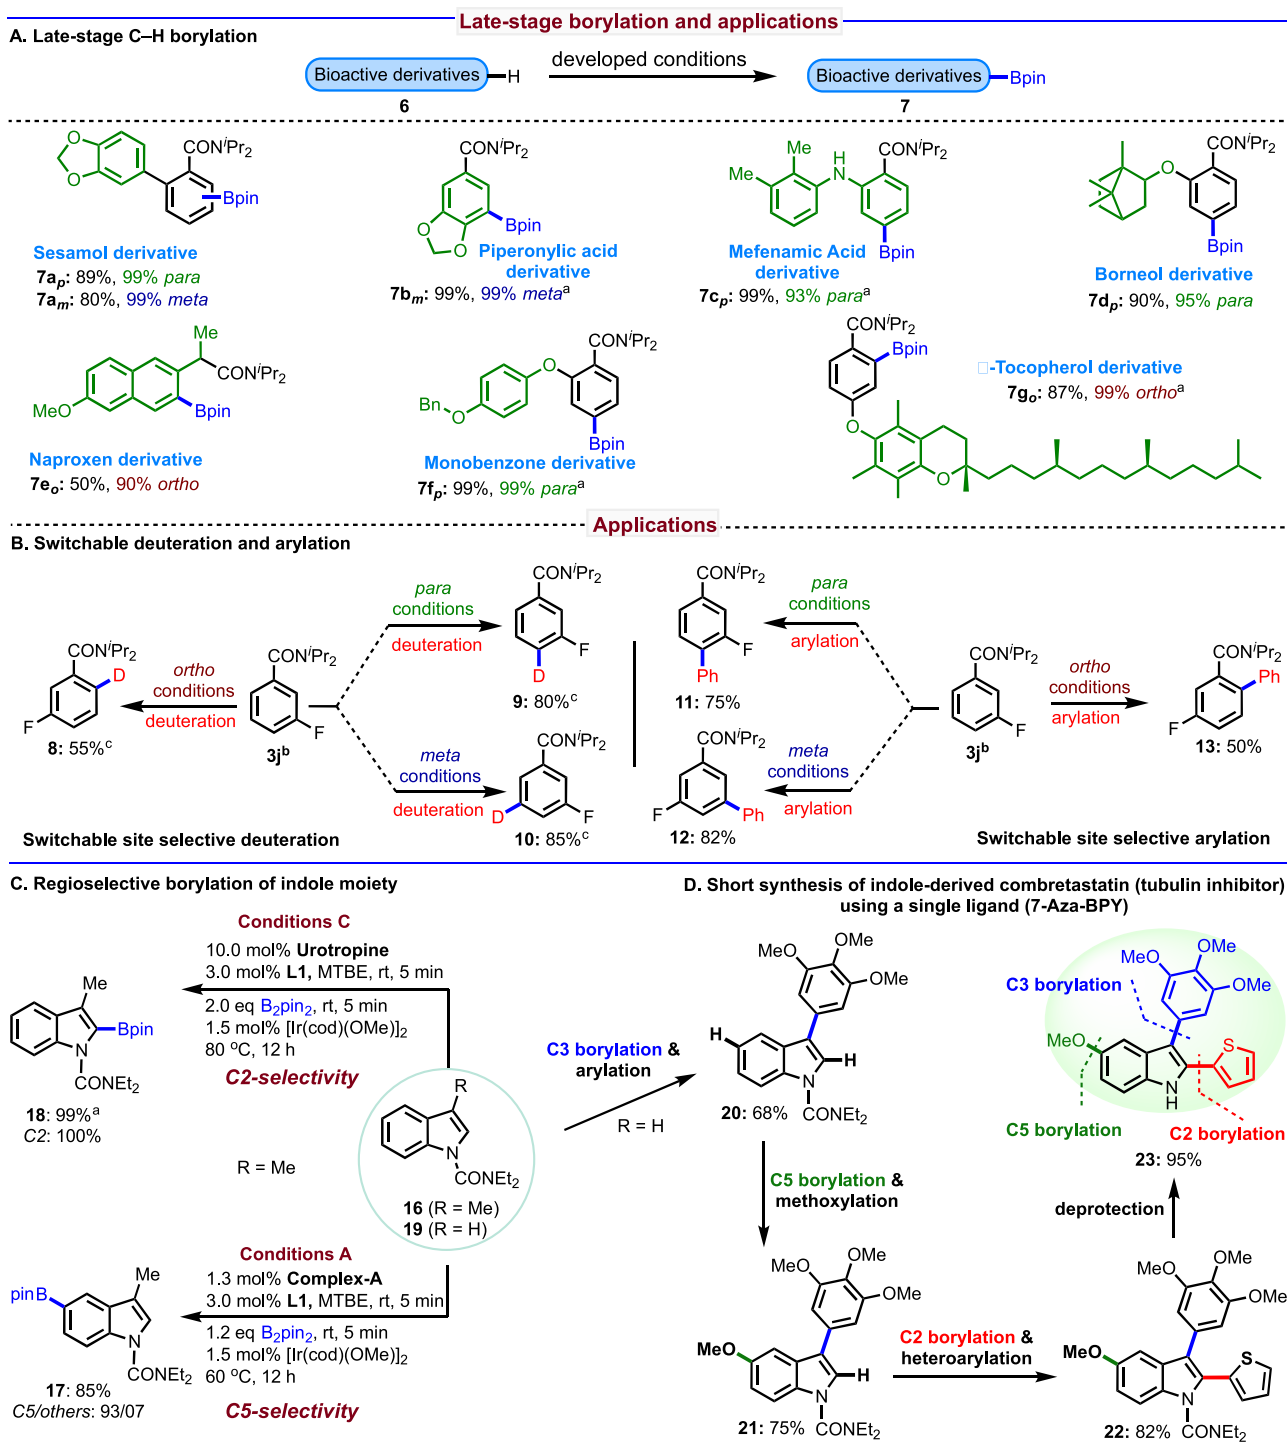 Late-stage borylation and applications
A. Late-stage C–H borylation
Bioactive derivatives
H
developed conditions
Bioactive derivatives
Bpin
6
7
O
O
CONⁱPr₂
Bpin
Sesamol derivative
7aₚ: 89%, 99% para
7aₘ: 80%, 99% meta
CONⁱPr₂
O
O
Bpin
Piperonylic acid
derivative
7bₘ: 99%, 99% metaᵃ
Me
Me
H
N
CONⁱPr₂
Bpin
Mefenamic Acid
derivative
7cₚ: 99%, 93% paraᵃ
O
CONⁱPr₂
Bpin
Borneol derivative
7dₚ: 90%, 95% para
Me
CONⁱPr₂
MeO
Bpin
Naproxen derivative
7eₒ: 50%, 90% ortho
O
CONⁱPr₂
Bn
O
Bpin
Monobenzone derivative
7fₚ: 99%, 99% paraᵃ
CONⁱPr₂
Bpin
O
O
□-Tocopherol derivative
7gₒ: 87%, 99% orthoᵃ
Applications
B. Switchable deuteration and arylation
CONⁱPr₂
D
F
8: 55%ᶜ
ortho
conditions
deuteration
CONⁱPr₂
F
3jᵇ
para
conditions
deuteration
CONⁱPr₂
F
D
9: 80%ᶜ
meta
conditions
deuteration
CONⁱPr₂
F
D
10: 85%ᶜ
CONⁱPr₂
F
Ph
11: 75%
para
conditions
arylation
CONⁱPr₂
F
Ph
12: 82%
meta
conditions
arylation
CONⁱPr₂
F
3jᵇ
ortho
conditions
arylation
CONⁱPr₂
Ph
F
13: 50%
Switchable site selective deuteration
Switchable site selective arylation
C. Regioselective borylation of indole moiety
Conditions C
10.0 mol% Urotropine
3.0 mol% L1, MTBE, rt, 5 min
2.0 eq B₂pin₂, rt, 5 min
1.5 mol% [Ir(cod)(OMe)]₂
80 ºC, 12 h
C2-selectivity
Me
Bpin
N
CONEt₂
18: 99%ᵃ
C2: 100%
R = Me
R
N
CONEt₂
16 (R = Me)
19 (R = H)
Conditions A
1.3 mol% Complex-A
3.0 mol% L1, MTBE, rt, 5 min
1.2 eq B₂pin₂, rt, 5 min
1.5 mol% [Ir(cod)(OMe)]₂
60 ºC, 12 h
C5-selectivity
pinB
Me
N
CONEt₂
17: 85%
C5/others: 93/07
D. Short synthesis of indole-derived combretastatin (tubulin inhibitor)
using a single ligand (7-Aza-BPY)
C3 borylation &
arylation
R = H
MeO
OMe
OMe
H
H
N
CONEt₂
20: 68%
C5 borylation &
methoxylation
MeO
OMe
OMe
MeO
H
N
CONEt₂
21: 75%
C2 borylation &
heteroarylation
MeO
OMe
OMe
MeO
S
N
CONEt₂
22: 82%
deprotection
MeO
OMe
OMe
C3 borylation
MeO
S
N
H
C5 borylation
C2 borylation
23: 95%